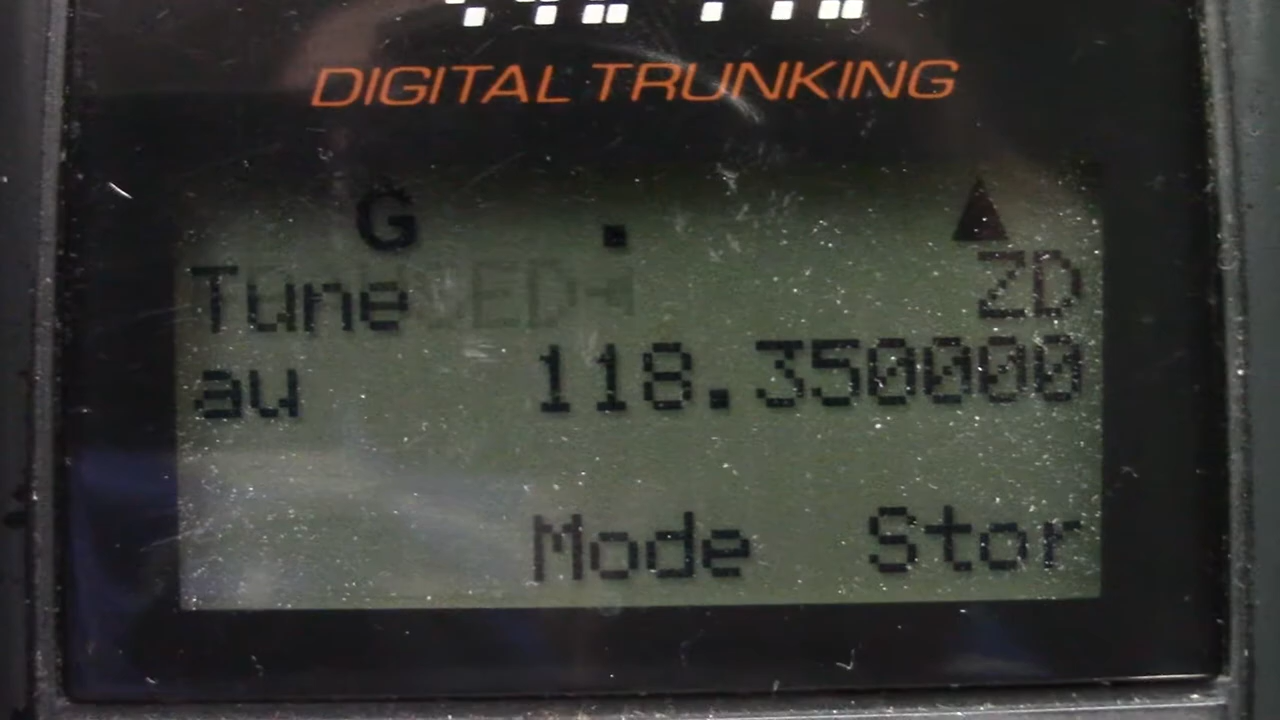 DIGITAL TRUNKING
G
Tune ZD
au 118.350000
Mode Stor